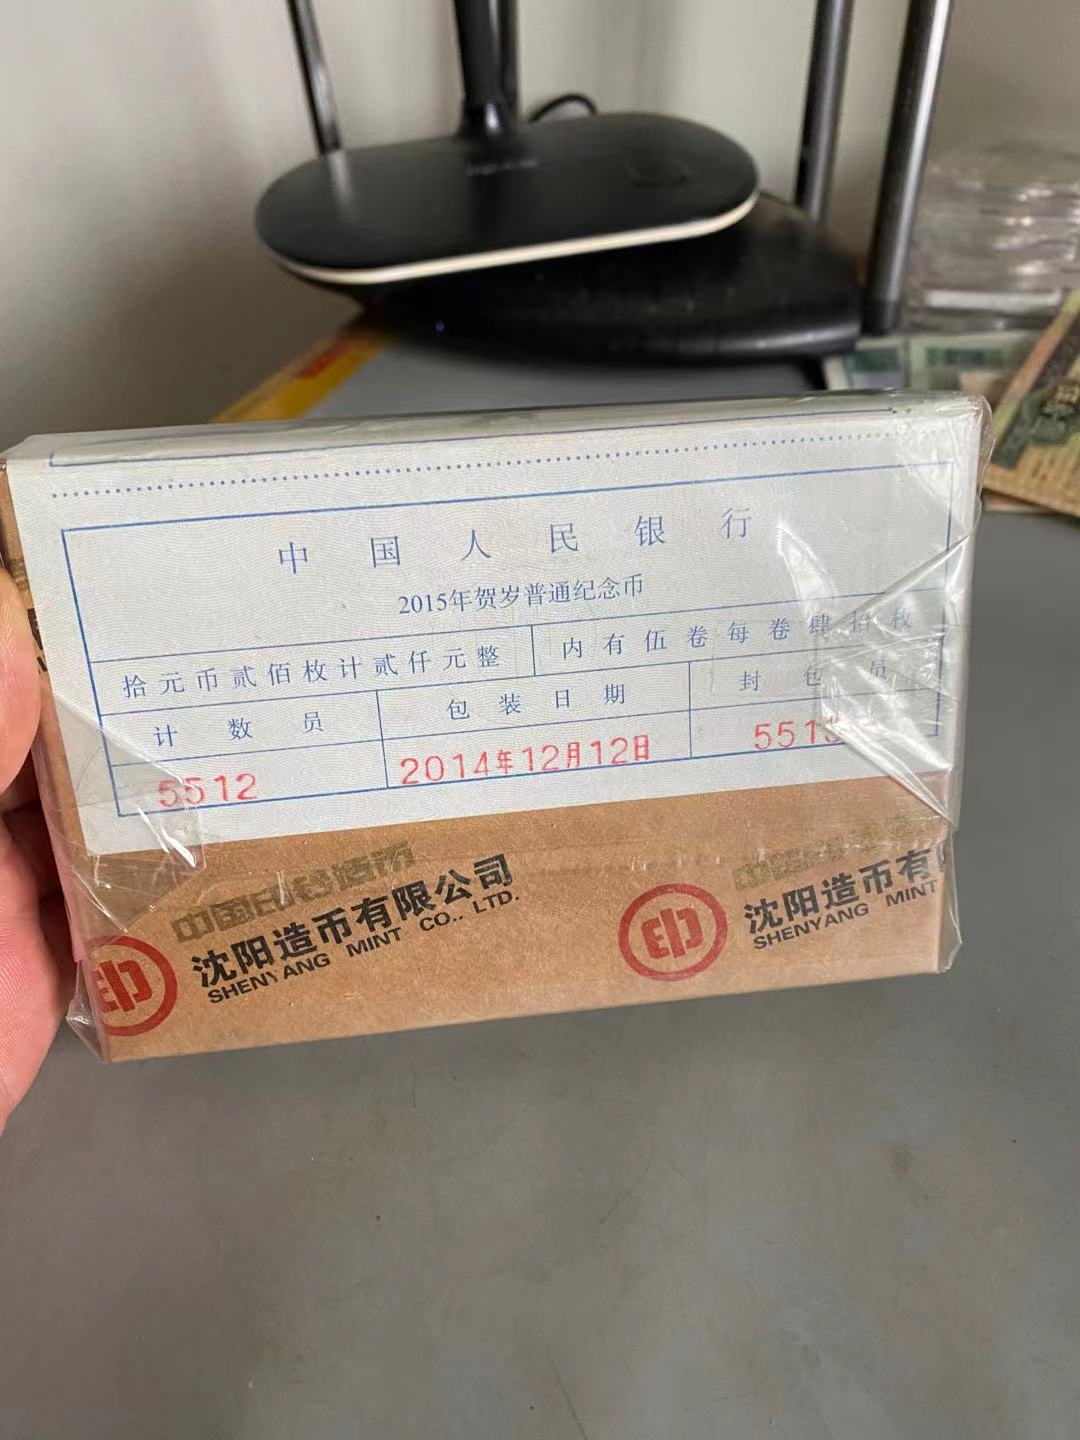 中国人民银行
2015年贺岁普通纪念币
拾元币贰佰枚计贰仟元整
内有伍卷每卷肆拾枚
计数员
包装日期
封包员
5512
2014年12月12日
沈阳造币有限公司
SHENYANG MINT CO., LTD.
沈阳造币有
SHENYANG MINT